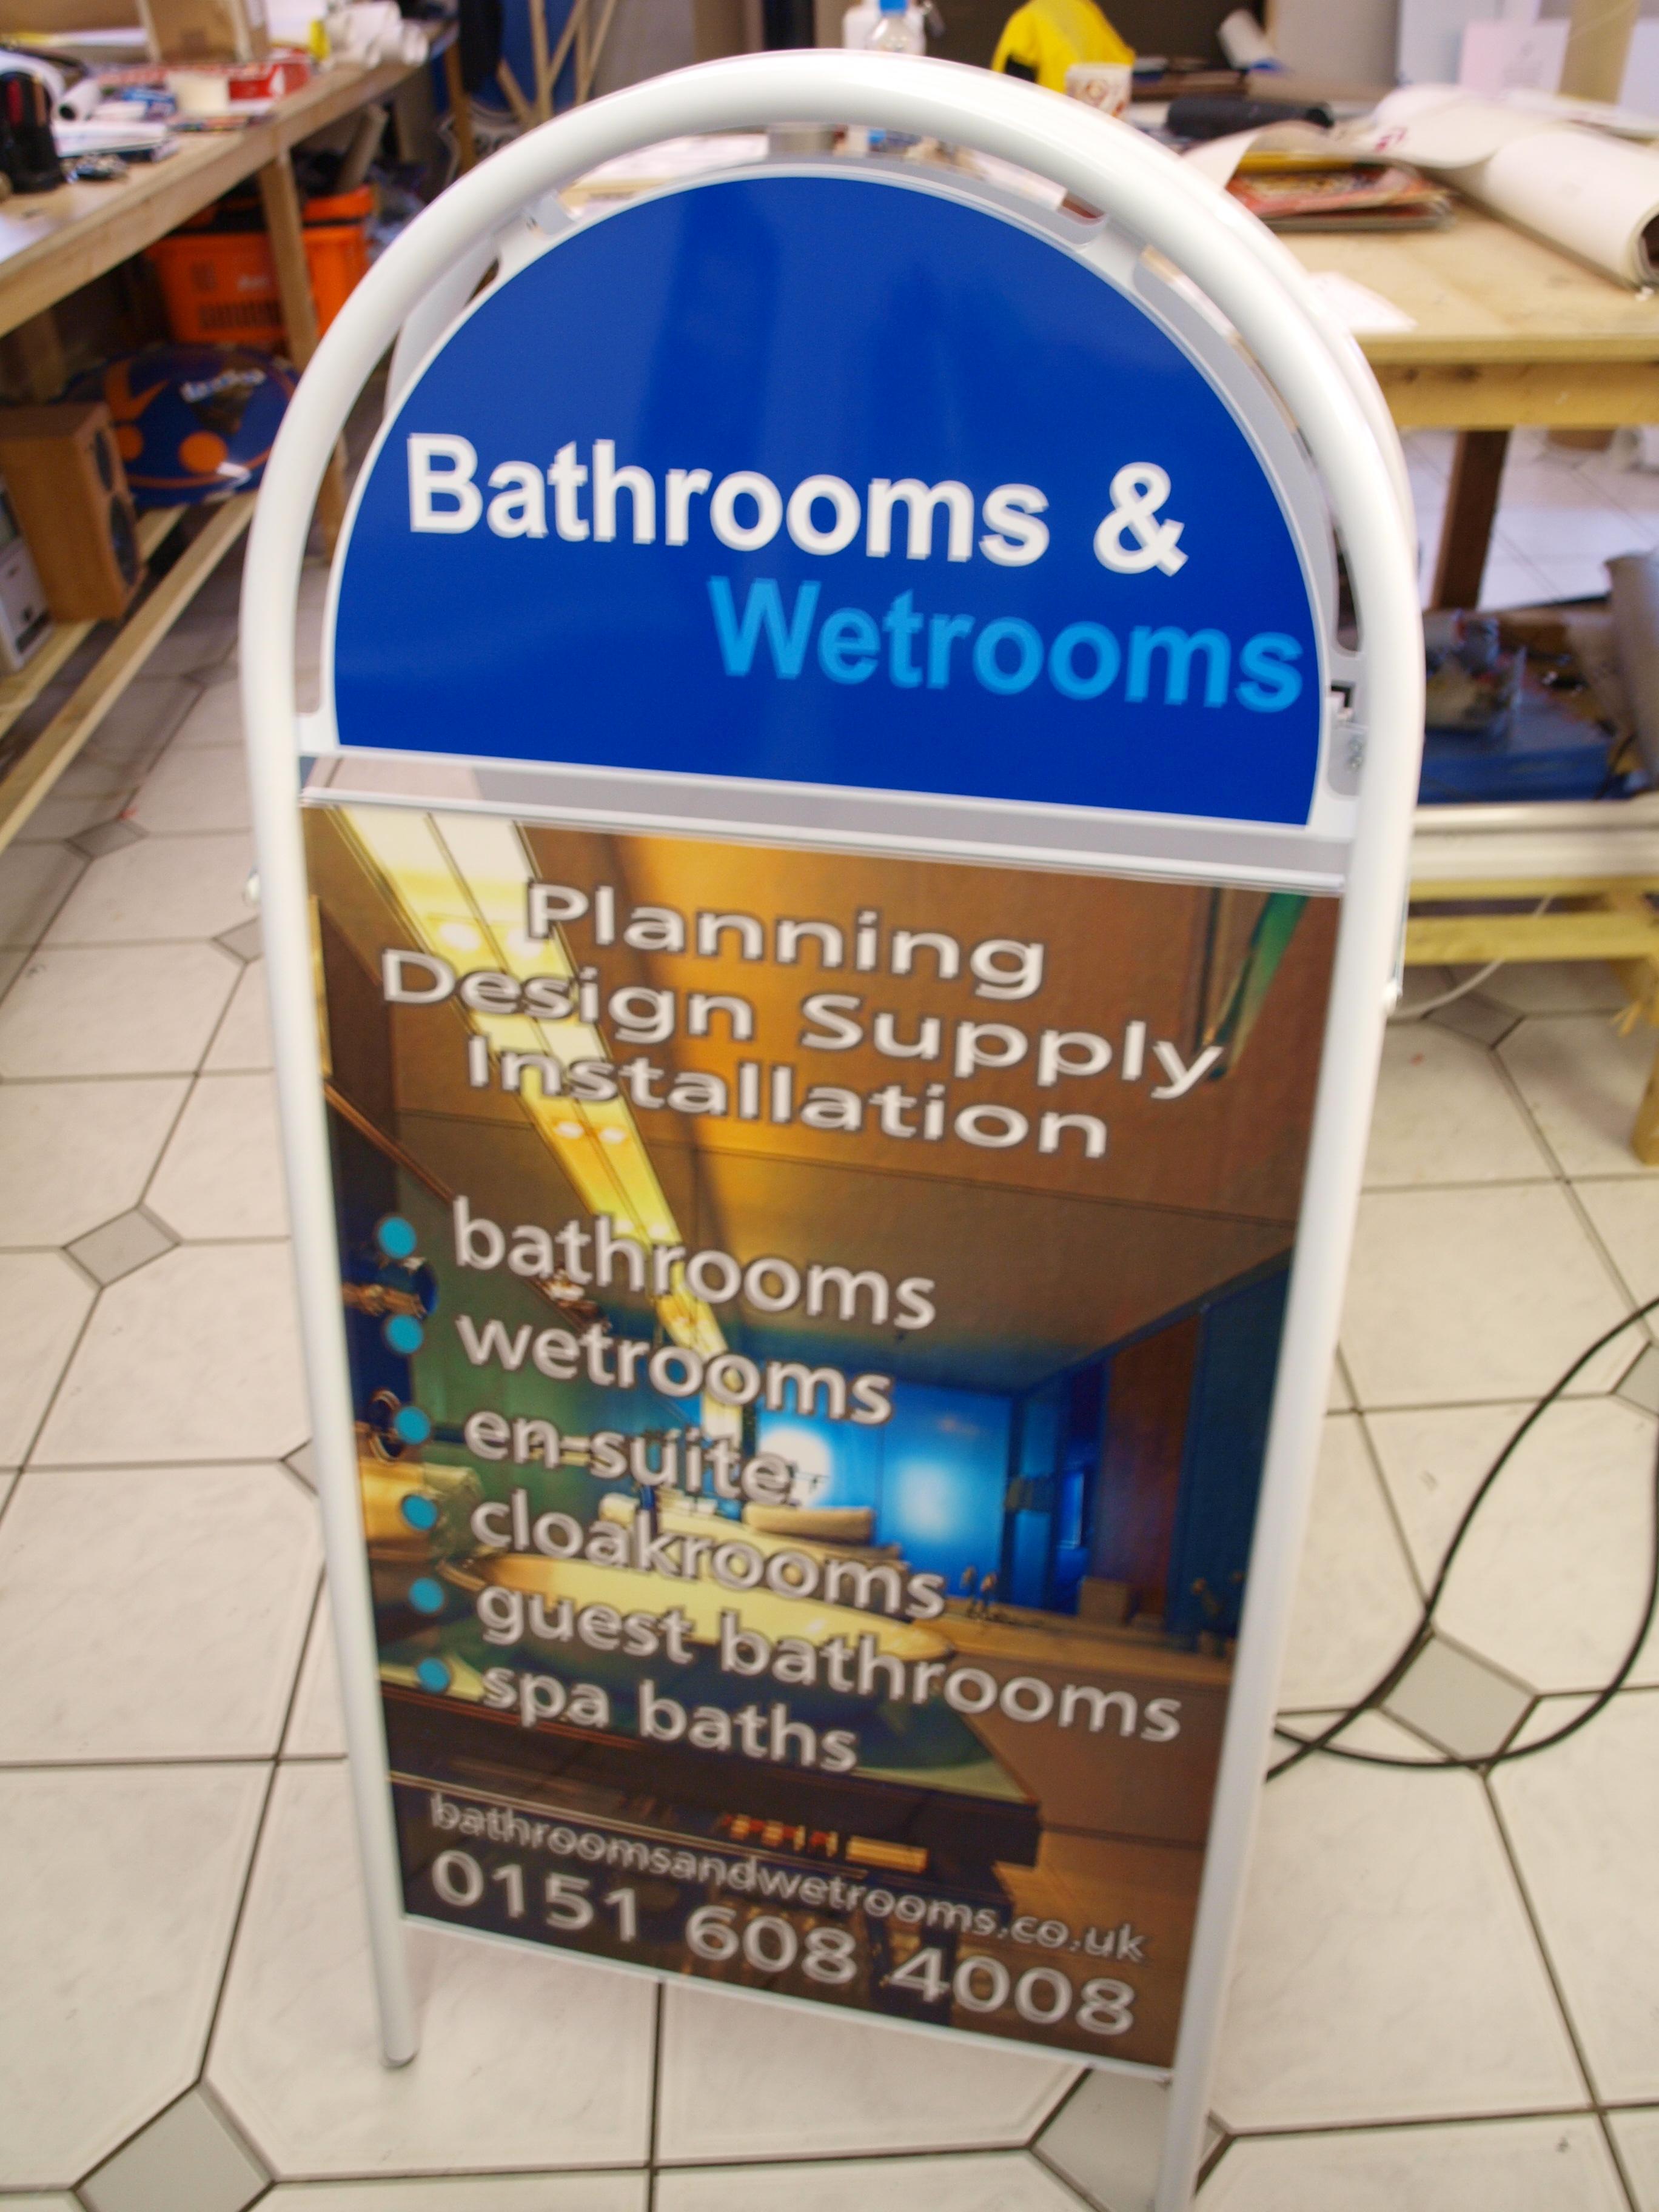 Bathrooms &
Wetrooms
Planning
Design Supply
Installation
bathrooms
wetrooms
en-suite
cloakrooms
guest bathrooms
spa baths
bathroomsandwetrooms.co.uk
0151 608 4008